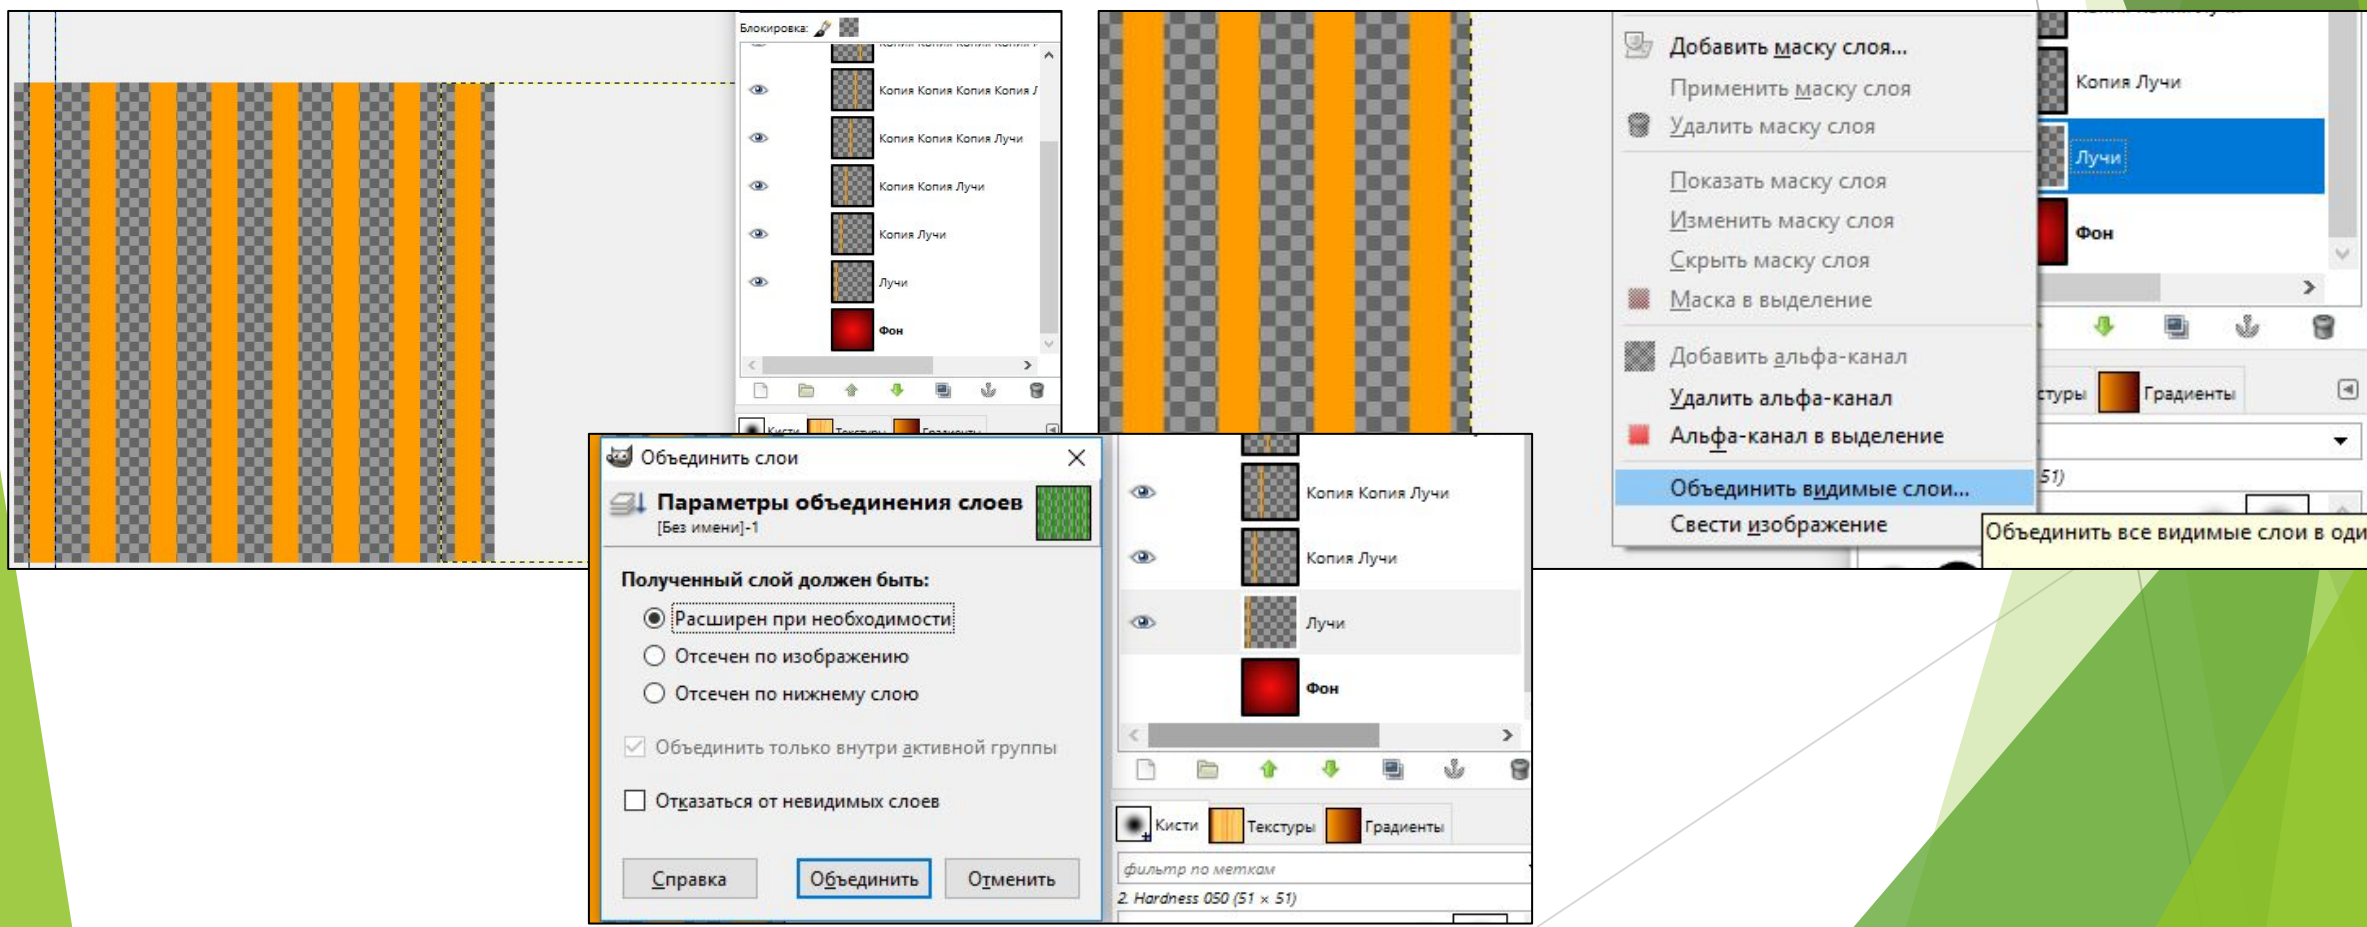 Блокировка:
Копия Копия Копия Копия Л
Копия Копия Копия Лучи
Копия Копия Лучи
Копия Лучи
Лучи
Фон
Кисти Текстуры Градиенты
Добавить маску слоя...
Применить маску слоя
Удалить маску слоя
Показать маску слоя
Изменить маску слоя
Скрыть маску слоя
Маска в выделение
Добавить альфа-канал
Удалить альфа-канал
Альфа-канал в выделение
Объединить видимые слои...
Свести изображение
Объединить все видимые слои в оди
Копия Лучи
Лучи
Фон
стуры Градиенты
51)
Объединить слои
Параметры объединения слоев
[Без имени]-1
Полученный слой должен быть:
Расширен при необходимости
Отсечен по изображению
Отсечен по нижнему слою
Объединить только внутри активной группы
Отказаться от невидимых слоев
Справка Объединить Отменить
Копия Копия Лучи
Копия Лучи
Лучи
Фон
Кисти Текстуры Градиенты
фильтр по меткам
2. Hardness 050 (51 × 51)